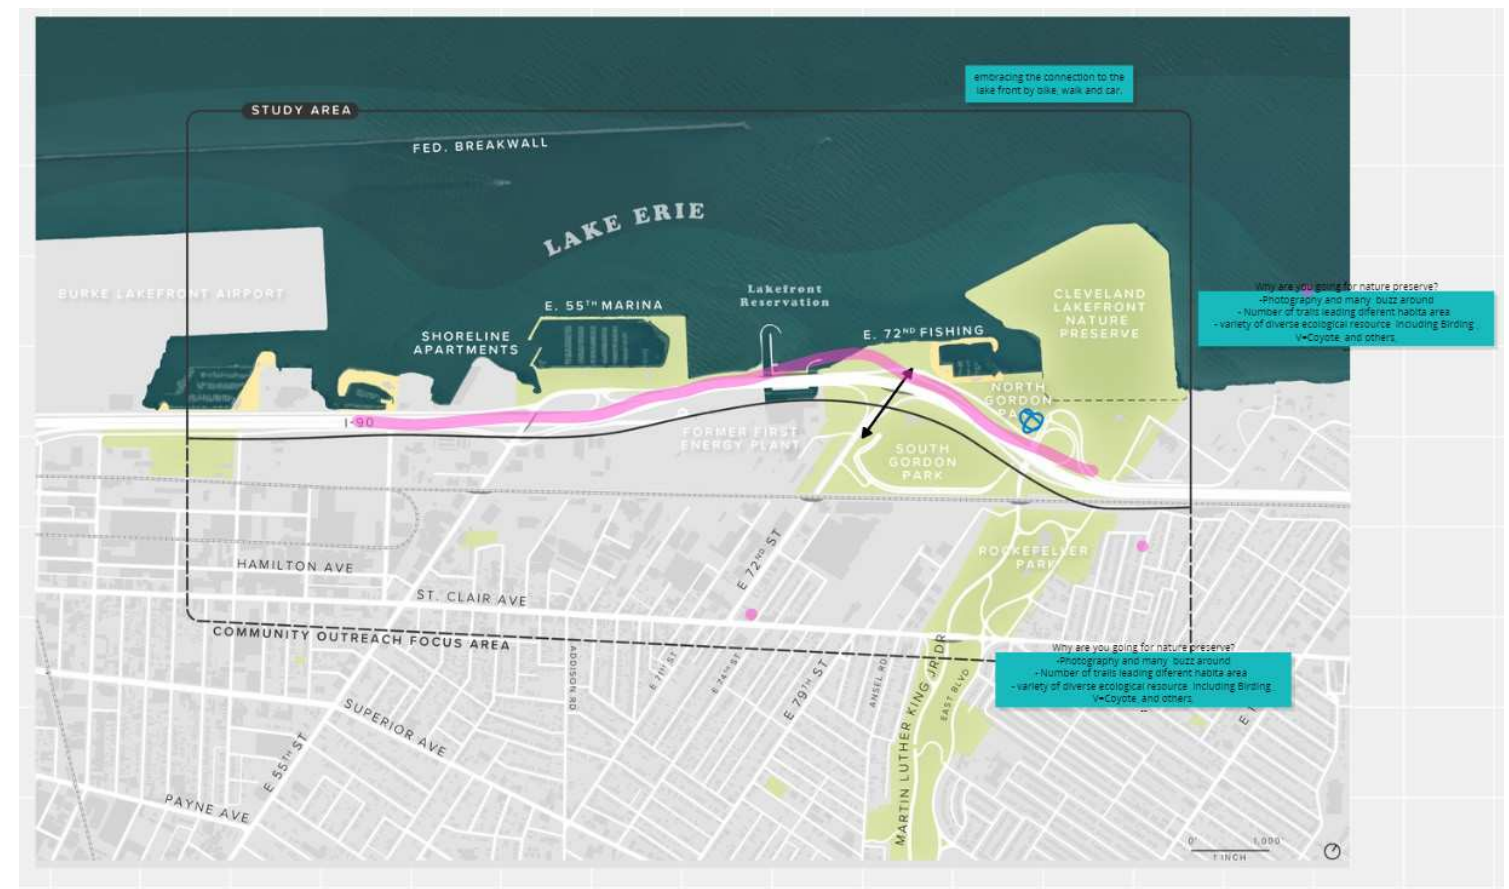 embracing the connection to the
lake front by bike, walk and car.
STUDY AREA
FED. BREAKWALL
LAKE ERIE
BURKE LAKEFRONT AIRPORT
SHORELINE
APARTMENTS
E. 55TH MARINA
Lakefront
Reservation
E. 72ND FISHING
CLEVELAND
LAKEFRONT
NATURE
PRESERVE
Why are you going for nature preserve?
-Photography and many buzz around
- Number of trails leading diferent habita area
- variety of diverse ecological resource including Birding ,
V=Coyote, and others,
NORTH
GORDON
I-90
FORMER FIRST
ENERGY PLANT
SOUTH
GORDON
PARK
ROCKEFELLER
PARK
HAMILTON AVE
ST. CLAIR AVE
E 72ND ST
COMMUNITY OUTREACH FOCUS AREA
Why are you going for nature preserve?
-Photography and many buzz around
- Number of trails leading diferent habita area
- variety of diverse ecological resource including Birding ,
V=Coyote, and others,
ADDISON RD
E 71ST ST
E 74TH ST
E 79TH ST
ANSEL RD
MARTIN LUTHER KING JR DR
EAST BLVD
SUPERIOR AVE
E 55TH ST
PAYNE AVE
0' 1,000'
1 INCH